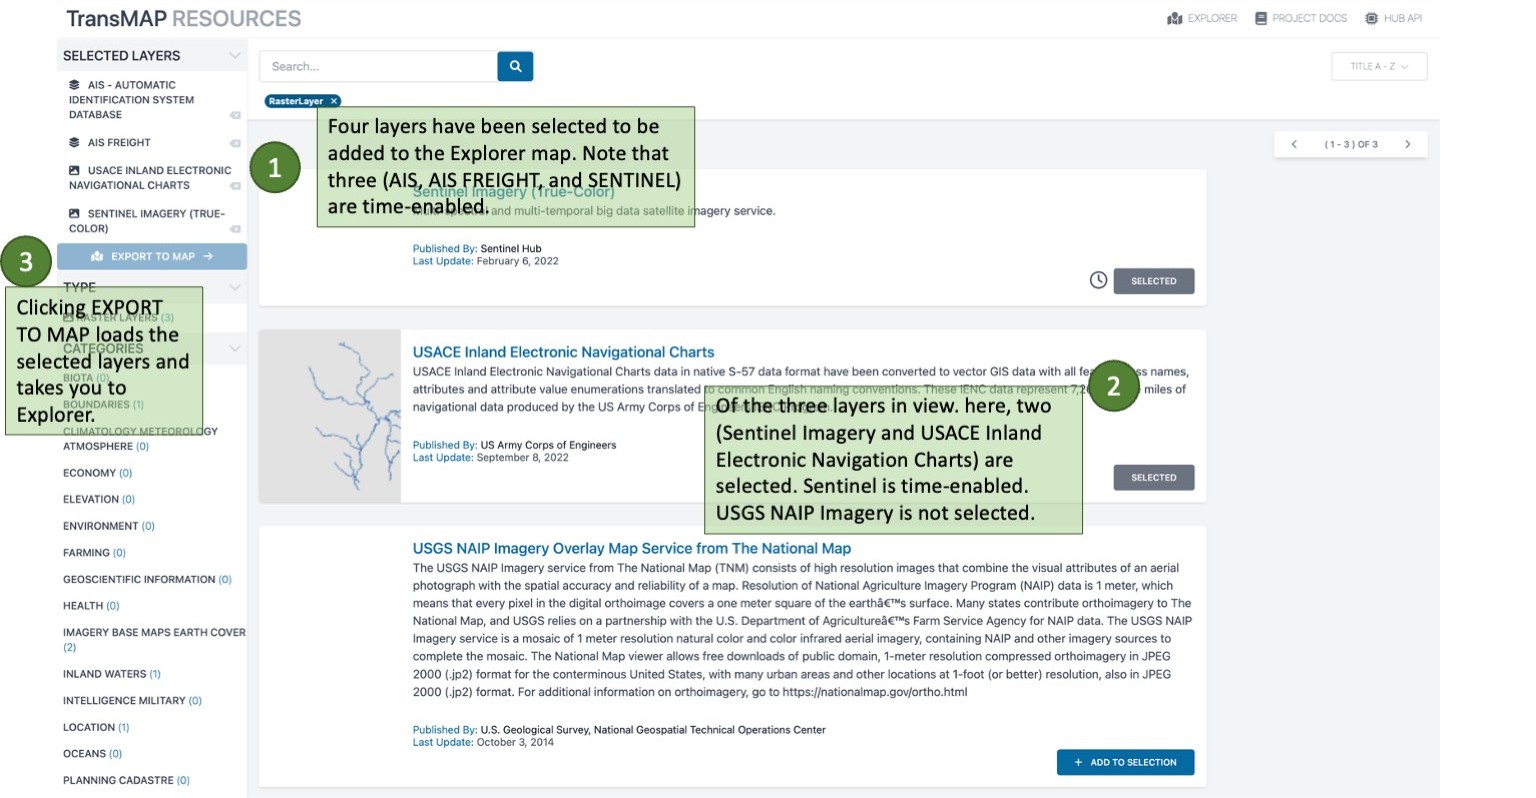 TransMAP RESOURCES
EXPLORER
PROJECT DOCS
HUB API
SELECTED LAYERS
AIS - AUTOMATIC
IDENTIFICATION SYSTEM
DATABASE
AIS FREIGHT
USACE INLAND ELECTRONIC
NAVIGATIONAL CHARTS
SENTINEL IMAGERY (TRUE-
COLOR)
EXPORT TO MAP
3
Clicking EXPORT
TO MAP loads the
selected layers and
takes you to
Explorer.
TYPE
RASTER LAYERS (3)
CATEGORIES
BIOTA (0)
BOUNDARIES (1)
CLIMATOLOGY METEOROLOGY
ATMOSPHERE (0)
ECONOMY (0)
ELEVATION (0)
ENVIRONMENT (0)
FARMING (0)
GEOSCIENTIFIC INFORMATION (0)
HEALTH (0)
IMAGERY BASE MAPS EARTH COVER
(2)
INLAND WATERS (1)
INTELLIGENCE MILITARY (0)
LOCATION (1)
OCEANS (0)
PLANNING CADASTRE (0)
Search...
TITLE A - Z
RasterLayer ×
( 1 - 3 ) OF 3
1
Four layers have been selected to be
added to the Explorer map. Note that
three (AIS, AIS FREIGHT, and SENTINEL)
are time-enabled.
Sentinel Imagery (True-Color)
and multi-temporal big data satellite imagery service.
Published By: Sentinel Hub
Last Update: February 6, 2022
SELECTED
USACE Inland Electronic Navigational Charts
USACE Inland Electronic Navigational Charts data in native S-57 data format have been converted to vector GIS data with all names,
attributes and attribute value enumerations translated to common English naming conventions. These IENC data represent miles of
navigational data produced by the US Army Corps of
Published By: US Army Corps of Engineers
Last Update: September 8, 2022
SELECTED
2
Of the three layers in view. here, two
(Sentinel Imagery and USACE Inland
Electronic Navigation Charts) are
selected. Sentinel is time-enabled.
USGS NAIP Imagery is not selected.
USGS NAIP Imagery Overlay Map Service from The National Map
The USGS NAIP Imagery service from The National Map (TNM) consists of high resolution images that combine the visual attributes of an aerial
photograph with the spatial accuracy and reliability of a map. Resolution of National Agriculture Imagery Program (NAIP) data is 1 meter, which
means that every pixel in the digital orthoimage covers a one meter square of the earthâ€™s surface. Many states contribute orthoimagery to The
National Map, and USGS relies on a partnership with the U.S. Department of Agricultureâ€™s Farm Service Agency for NAIP data. The USGS NAIP
Imagery service is a mosaic of 1 meter resolution natural color and color infrared aerial imagery, containing NAIP and other imagery sources to
complete the mosaic. The National Map viewer allows free downloads of public domain, 1-meter resolution compressed orthoimagery in JPEG
2000 (.jp2) format for the conterminous United States, with many urban areas and other locations at 1-foot (or better) resolution, also in JPEG
2000 (.jp2) format. For additional information on orthoimagery, go to https://nationalmap.gov/ortho.html
Published By: U.S. Geological Survey, National Geospatial Technical Operations Center
Last Update: October 3, 2014
+ ADD TO SELECTION